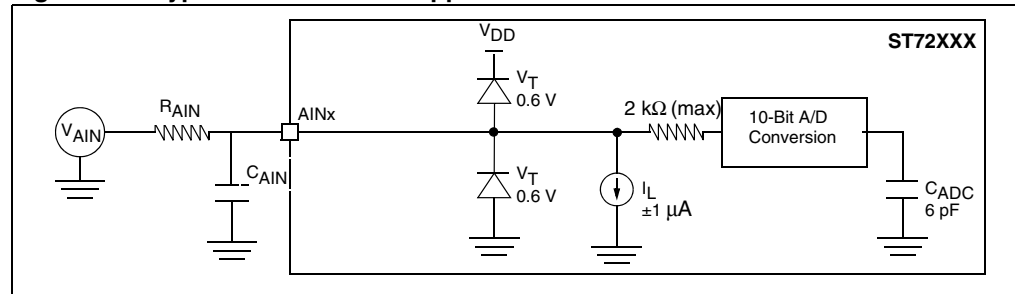 V_DD
ST72XXX
V_T
0.6 V
R_AIN
AINx
2 kΩ (max)
10-Bit A/D
Conversion
V_AIN
C_AIN
V_T
0.6 V
I_L
±1 μA
C_ADC
6 pF